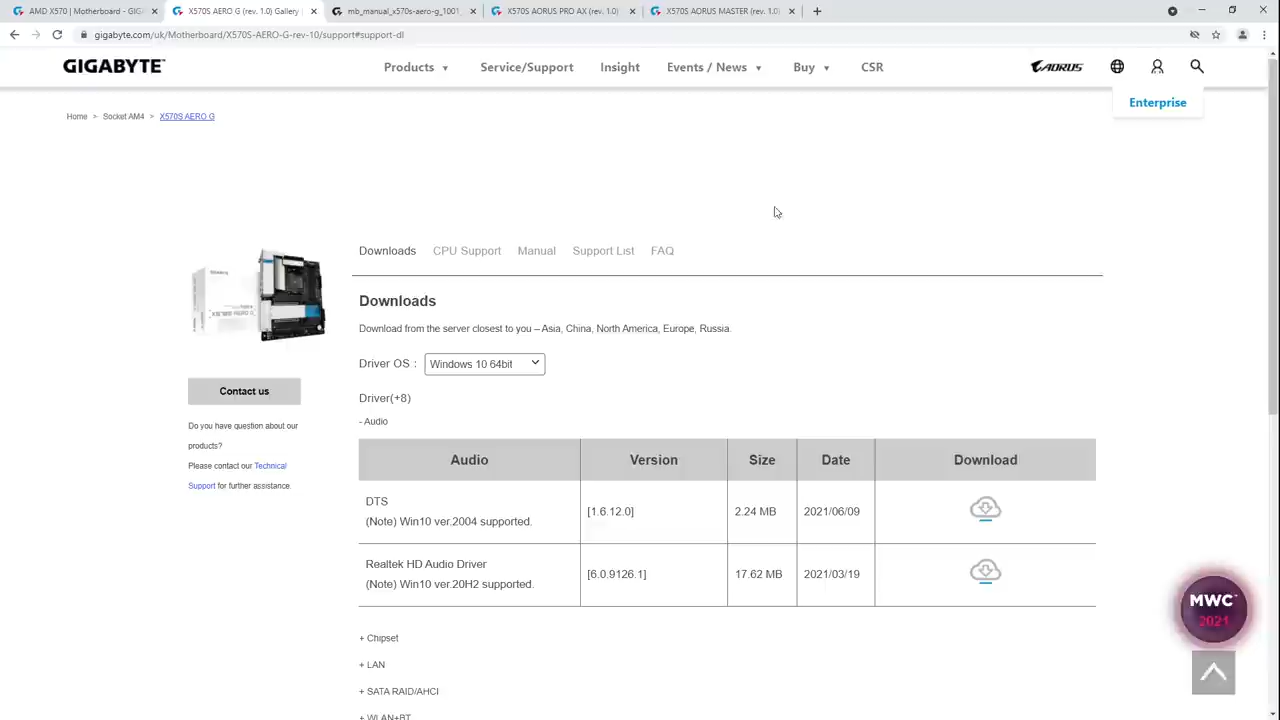 AMD X570 | Motherboard - GIGA
X570S AERO G (rev. 1.0) Gallery |
mb_manual_x570s-aero-g_1001_
X570S AORUS PRO AX (rev. 1.0)
X570S AORUS MASTER (rev. 1.0)
gigabyte.com/uk/Motherboard/X570S-AERO-G-rev-10/support#support-dl
GIGABYTE™
Products ▼
Service/Support
Insight
Events / News ▼
Buy ▼
CSR
AORUS
Enterprise
Home > Socket AM4 > X570S AERO G
Downloads
CPU Support
Manual
Support List
FAQ
Contact us
Do you have question about our
products?
Please contact our Technical
Support for further assistance.
Downloads
Download from the server closest to you – Asia, China, North America, Europe, Russia.
Driver OS : Windows 10 64bit
Driver(+8)
- Audio
Audio Version Size Date Download
DTS
(Note) Win10 ver.2004 supported.
[1.6.12.0] 2.24 MB 2021/06/09
Realtek HD Audio Driver
(Note) Win10 ver.20H2 supported.
[6.0.9126.1] 17.62 MB 2021/03/19
+ Chipset
+ LAN
+ SATA RAID/AHCI
+ WLAN+BT
MWC™
2021